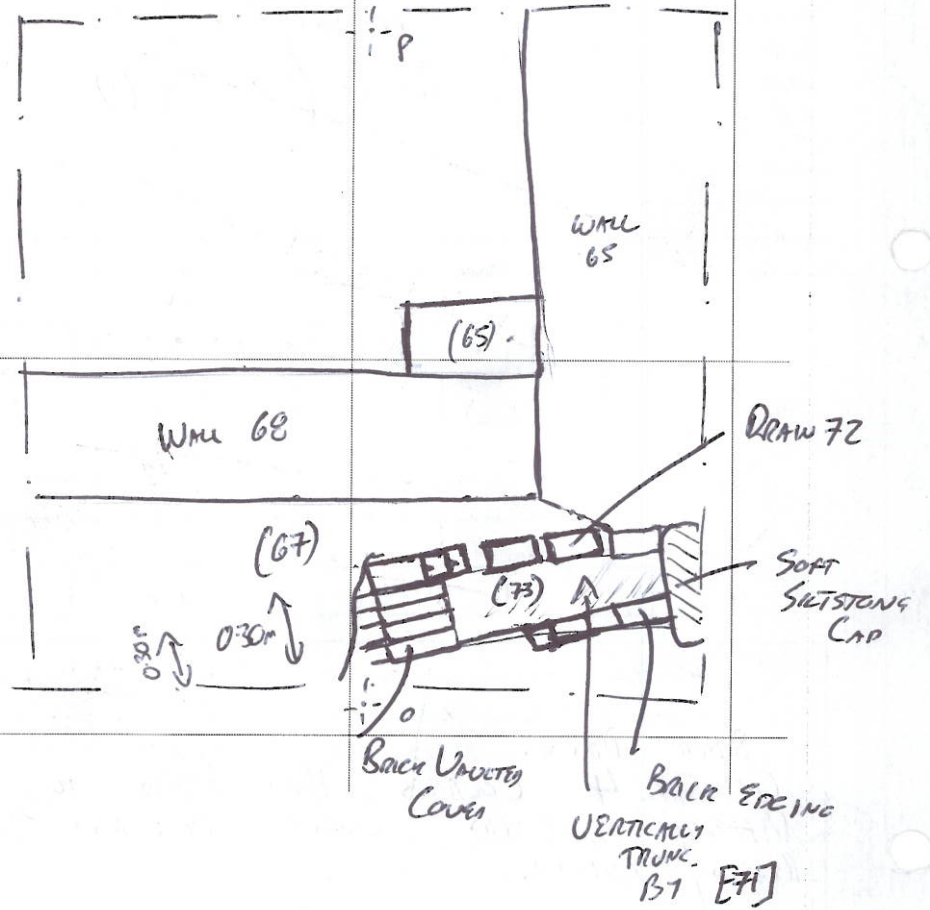 P
WALL
65
(65)
WALL 68
DRAW 72
(67)
(73)
SOFT
SILTSTONE
CAP
0.30m
O
BRICK VAULTED
COVER
BRICK EDGING
VERTICALLY
TRUNC.
BY [71]